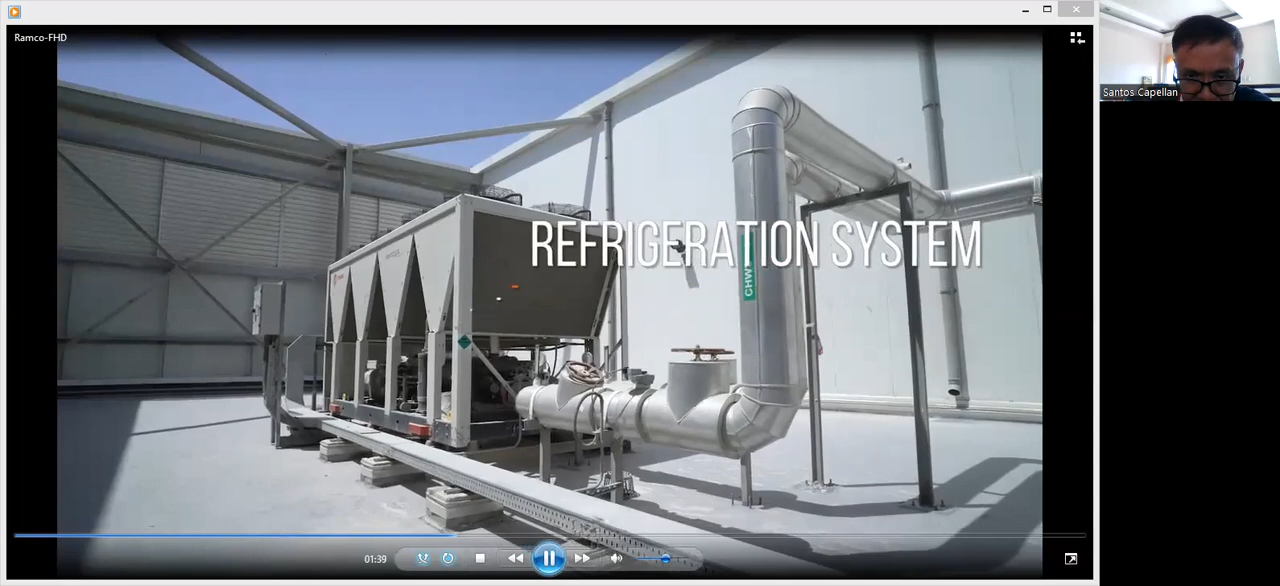 Ramco-FHD
Santos Capellan
REFRIGERATION SYSTEM
CHW
01:39